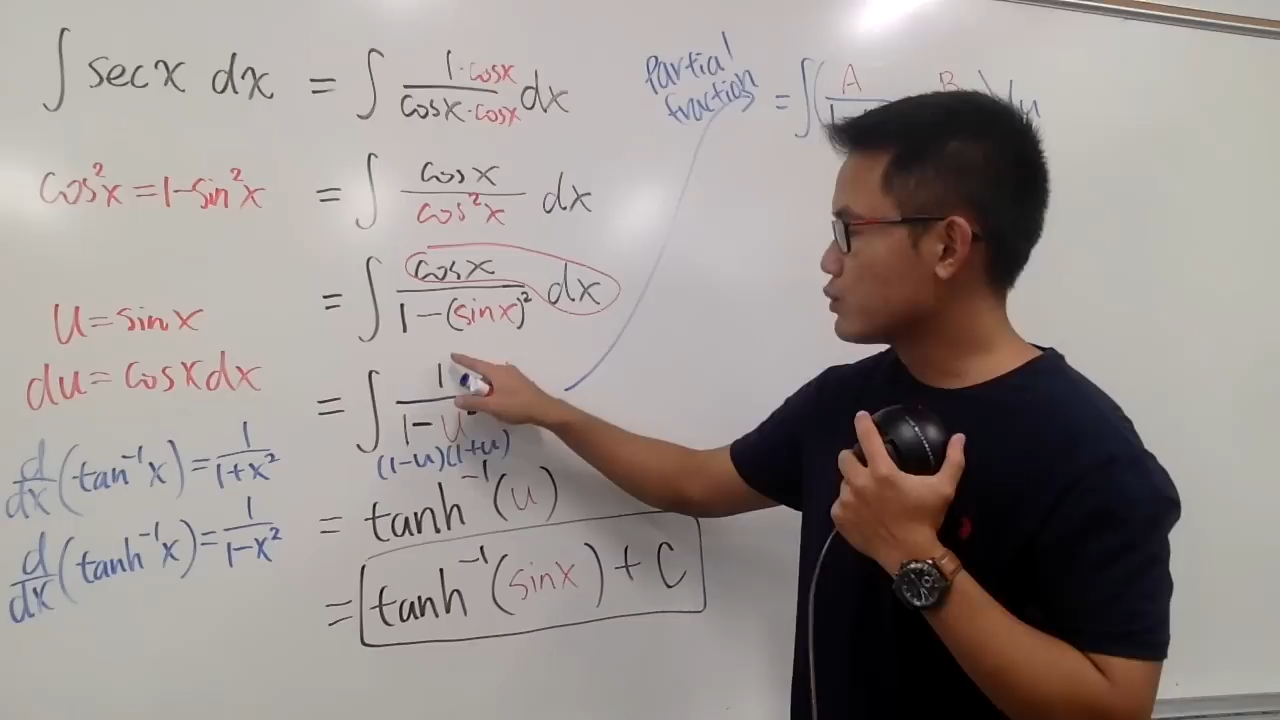 ∫ sec x dx = ∫ (1·cos x)/(cos x·cos x) dx
cos²x = 1 − sin²x
= ∫ cos x/cos²x dx
= ∫ cos x/(1 − (sin x)²) dx
u = sin x
du = cos x dx
= ∫ 1/(1 − u²)
(1−u)(1+u)
d/dx (tan⁻¹x) = 1/(1+x²)
= tanh⁻¹(u)
d/dx (tanh⁻¹x) = 1/(1−x²)
= tanh⁻¹(sin x) + C
Partial
fraction
= ∫( A B ) du